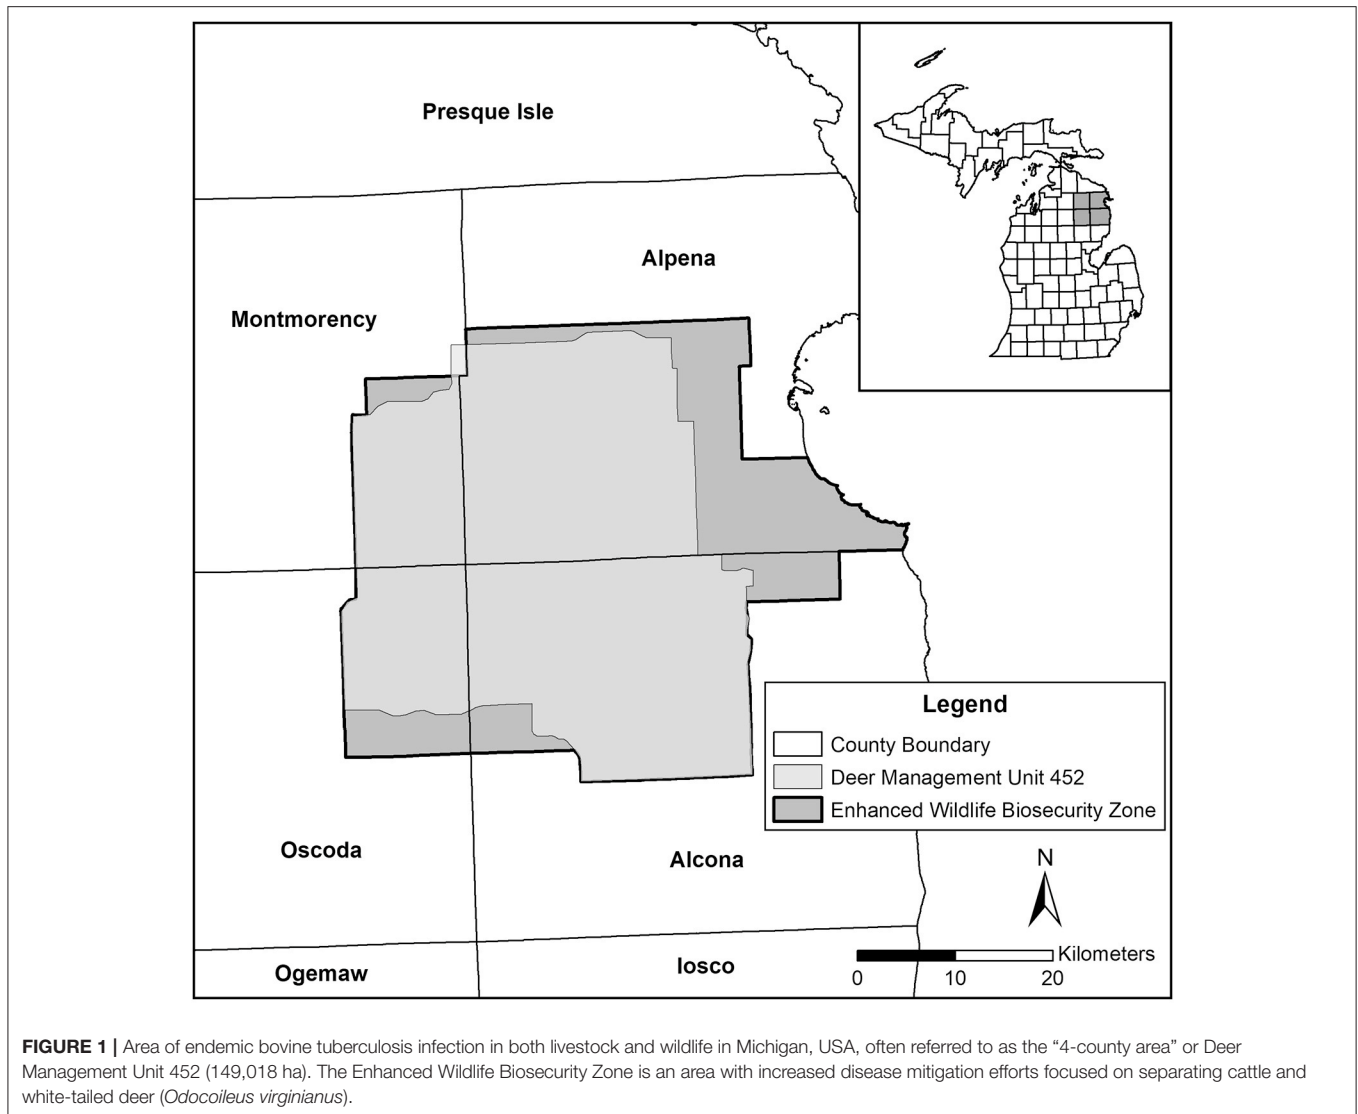 Presque Isle
Alpena
Montmorency
Legend
County Boundary
Deer Management Unit 452
Enhanced Wildlife Biosecurity Zone
Oscoda
Alcona
N
Kilometers
0 10 20
Ogemaw
Iosco
FIGURE 1 | Area of endemic bovine tuberculosis infection in both livestock and wildlife in Michigan, USA, often referred to as the “4-county area” or Deer
Management Unit 452 (149,018 ha). The Enhanced Wildlife Biosecurity Zone is an area with increased disease mitigation efforts focused on separating cattle and
white-tailed deer (Odocoileus virginianus).